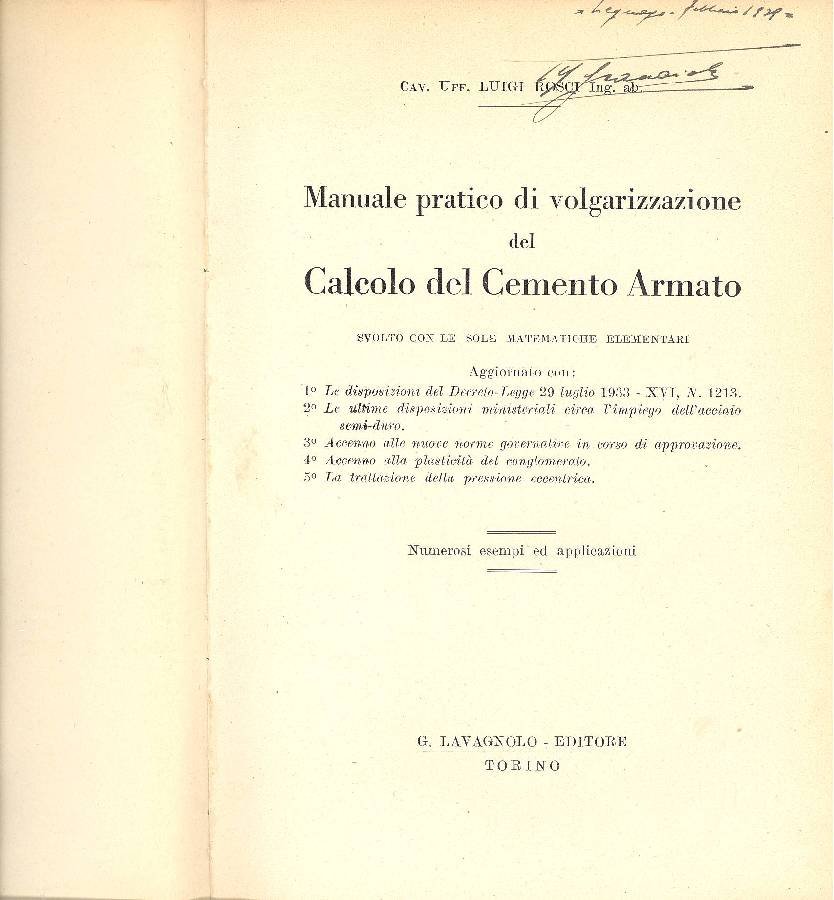 CAV. UFF. LUIGI ROSCI Ing. ab.
Manuale pratico di volgarizzazione
del
Calcolo del Cemento Armato
SVOLTO CON LE SOLE MATEMATICHE ELEMENTARI
Aggiornato con:
1° Le disposizioni del Decreto-Legge 29 luglio 1933 - XVI, N. 1213.
2° Le ultime disposizioni ministeriali circa l'impiego dell'acciaio
semi-duro.
3° Accenno alle nuove norme governative in corso di approvazione.
4° Accenno alla plasticità del conglomerato.
5° La trattazione della pressione eccentrica.
Numerosi esempi ed applicazioni
G. LAVAGNOLO - EDITORE
TORINO